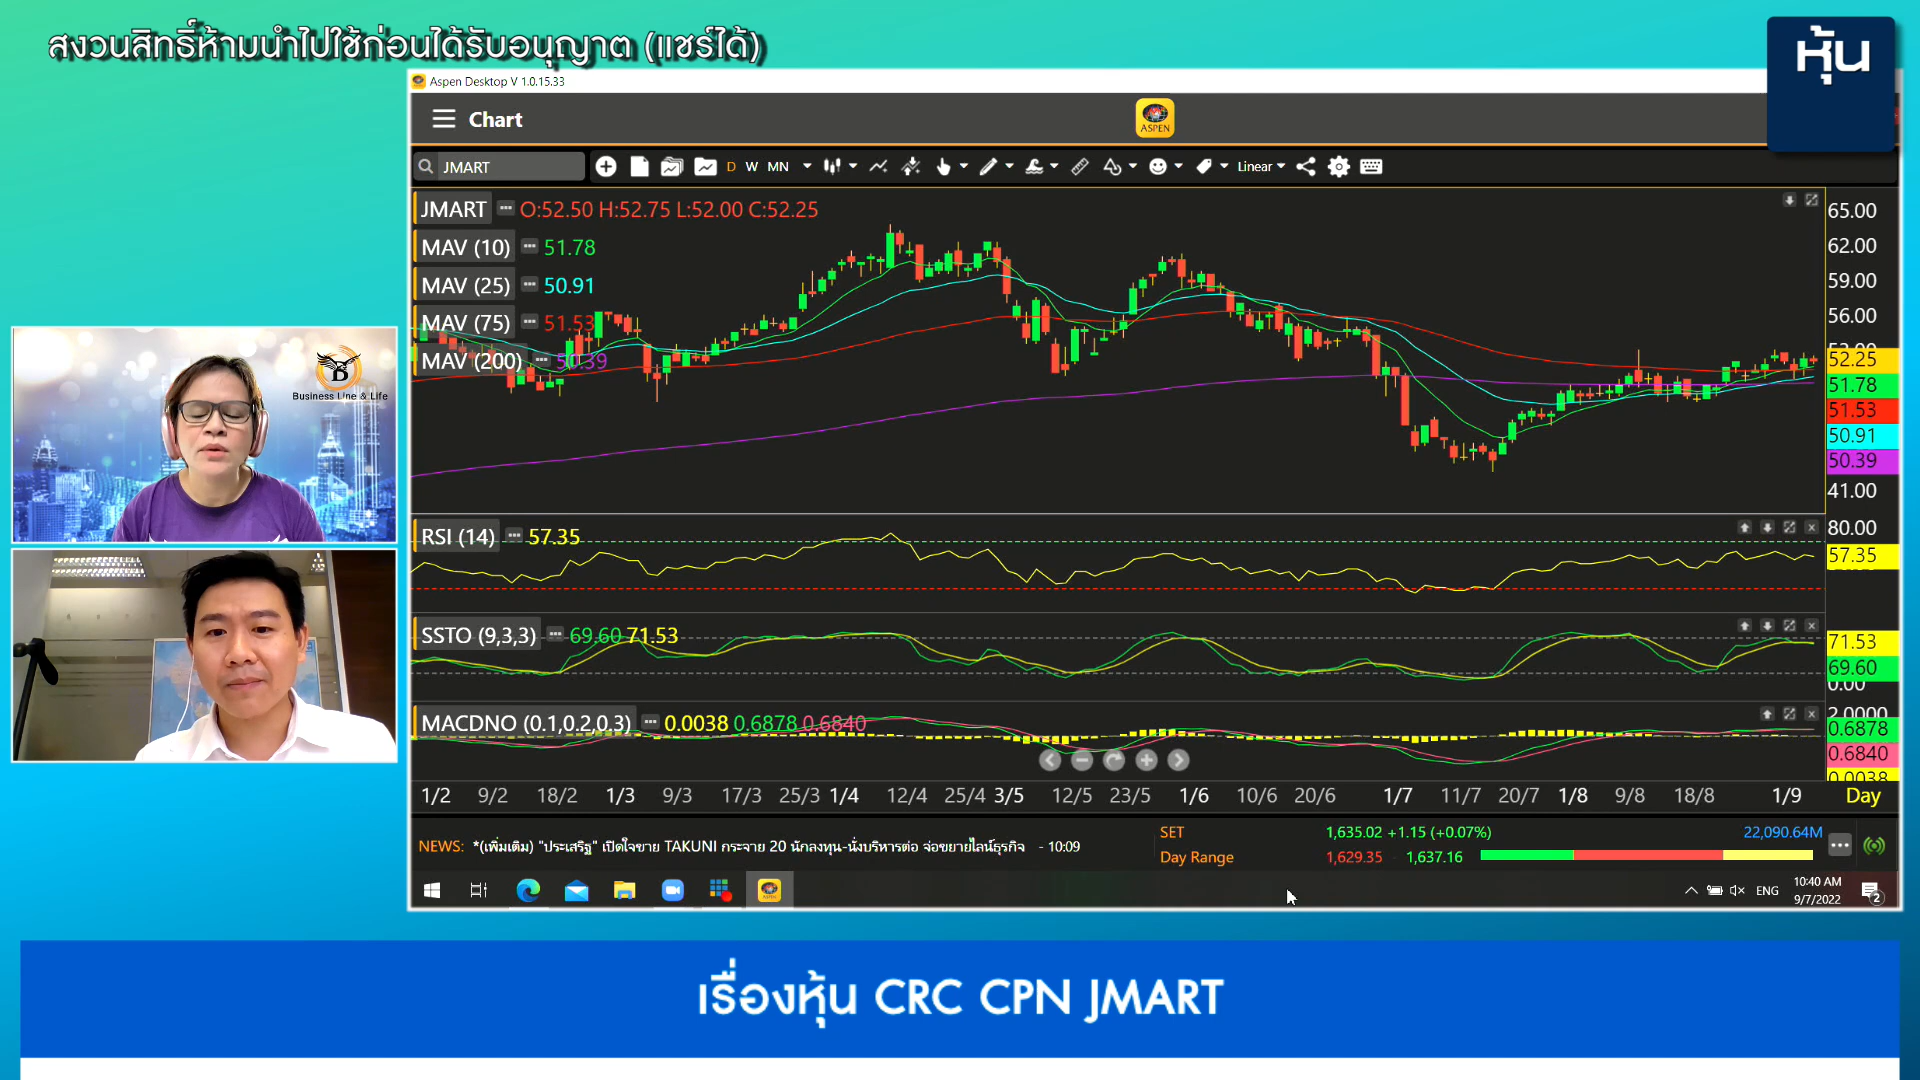 สงวนสิทธิ์ห้ามนำไปใช้ก่อนได้รับอนุญาต (แชร์ได้)
หุ้น
Aspen Desktop V 1.0.15.33
Chart
ASPEN
JMART
D W MN
Linear
JMART O:52.50 H:52.75 L:52.00 C:52.25
MAV (10) 51.78
MAV (25) 50.91
MAV (75) 51.53
MAV (200) 50.39
65.00
62.00
59.00
56.00
53.00
52.25
51.78
51.53
50.91
50.39
41.00
B
Business Line & Life
RSI (14) 57.35
80.00
57.35
SSTO (9,3,3) 69.60 71.53
71.53
69.60
0.00
MACDNO (0.1,0.2,0.3) 0.0038 0.6878 0.6840
2.0000
0.6878
0.6840
0.0038
1/2 9/2 18/2 1/3 9/3 17/3 25/3 1/4 12/4 25/4 3/5 12/5 23/5 1/6 10/6 20/6 1/7 11/7 20/7 1/8 9/8 18/8 1/9 Day
NEWS: *(เพิ่มเติม) "ประเสริฐ" เปิดใจขาย TAKUNI กระจาย 20 นักลงทุน-นั่งบริหารต่อ จ่อขยายไลน์ธุรกิจ - 10:09
SET 1,635.02 +1.15 (+0.07%) 22,090.64M
Day Range 1,629.35 - 1,637.16
ENG
10:40 AM
9/7/2022
2
เรื่องหุ้น CRC CPN JMART